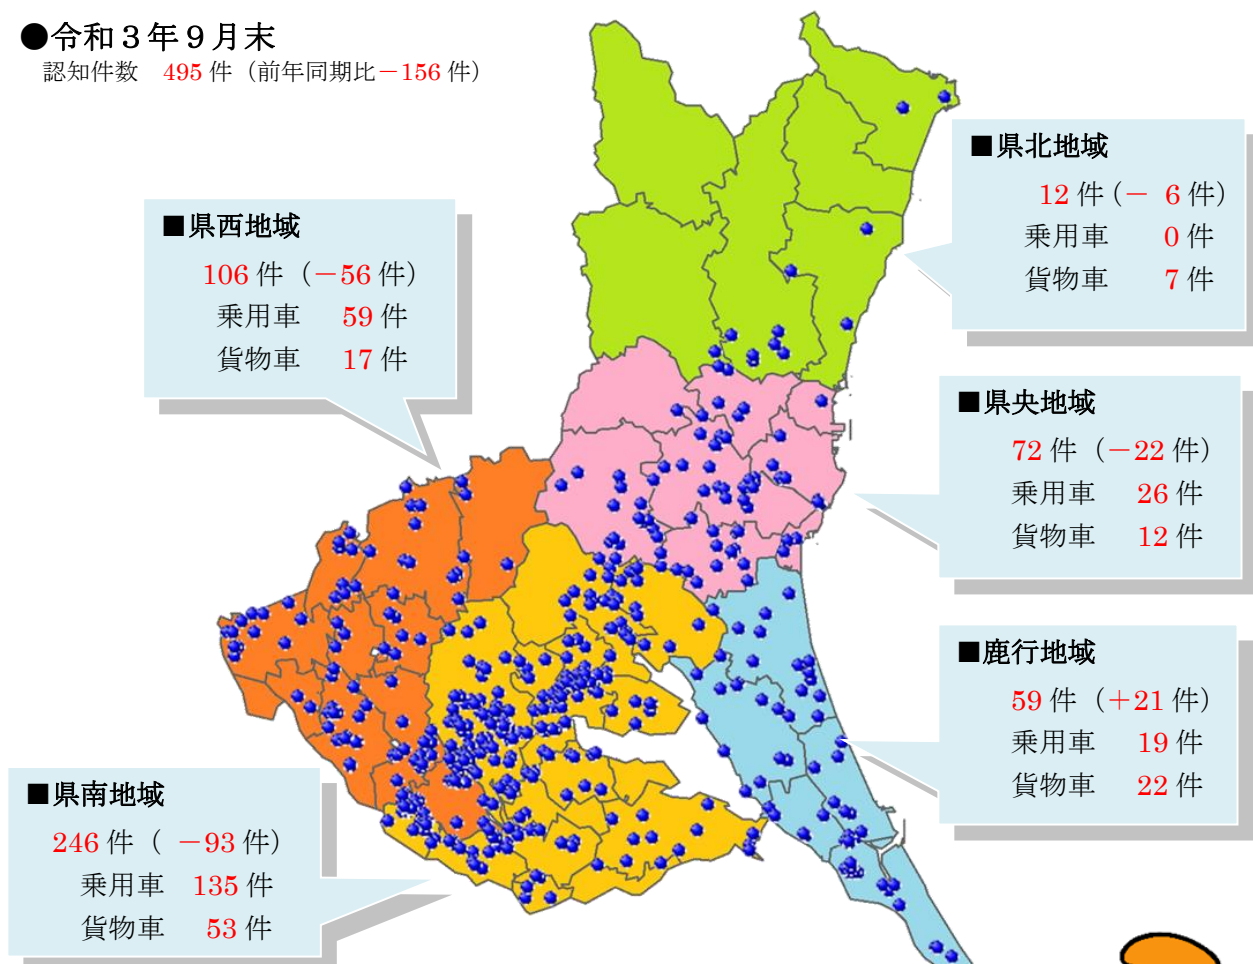 ●令和３年９月末
認知件数　495 件（前年同期比－156 件）
■県北地域
12 件（－ 6 件）
乗用車　0 件
貨物車　7 件
■県西地域
106 件（－56 件）
乗用車　59 件
貨物車　17 件
■県央地域
72 件（－22 件）
乗用車　26 件
貨物車　12 件
■鹿行地域
59 件（＋21 件）
乗用車　19 件
貨物車　22 件
■県南地域
246 件（ －93 件）
乗用車　135 件
貨物車　53 件